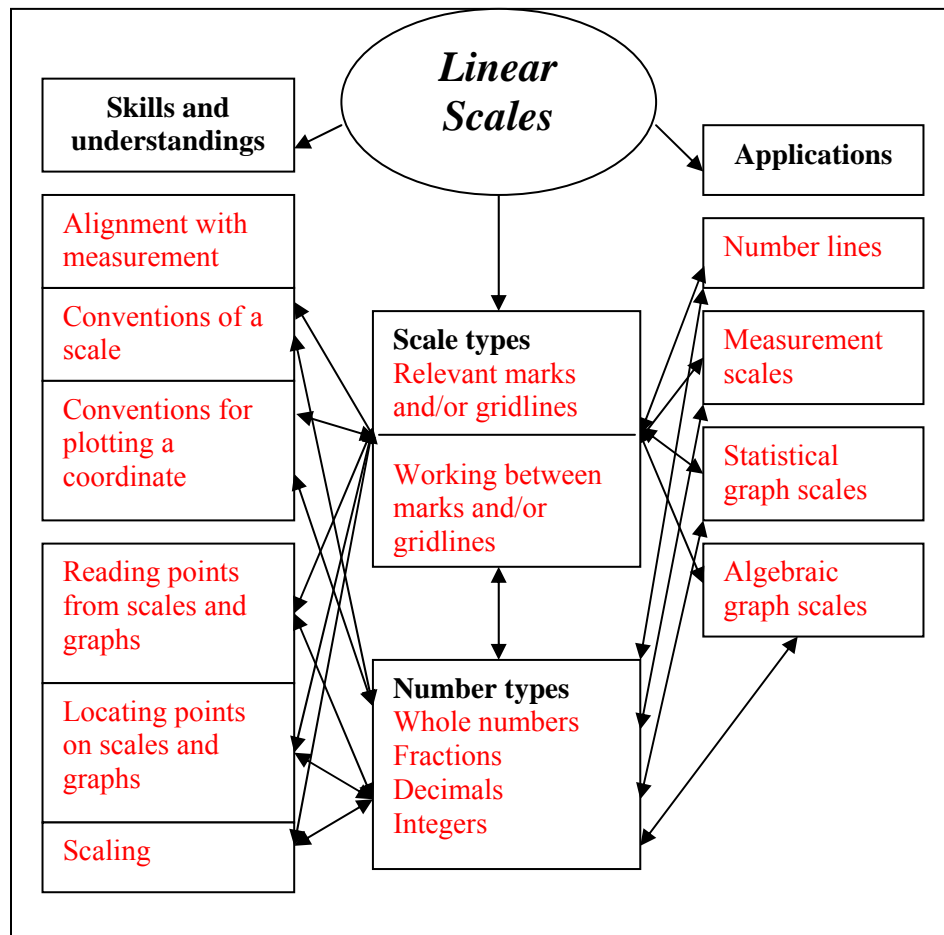 Linear
Scales
Skills and
understandings
Alignment with
measurement
Conventions of a
scale
Conventions for
plotting a
coordinate
Reading points
from scales and
graphs
Locating points
on scales and
graphs
Scaling
Scale types
Relevant marks
and/or gridlines
Working between
marks and/or
gridlines
Number types
Whole numbers
Fractions
Decimals
Integers
Applications
Number lines
Measurement
scales
Statistical
graph scales
Algebraic
graph scales